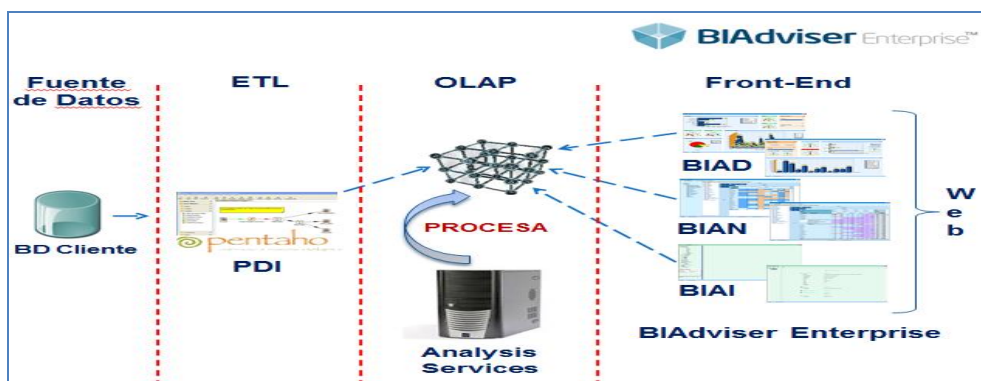 BIAdviser Enterprise™
Fuente
de Datos
ETL
OLAP
Front-End
BD Cliente
pentaho
PDI
PROCESA
Analysis
Services
BIAD
BIAN
BIAI
BIAdviser Enterprise
Web